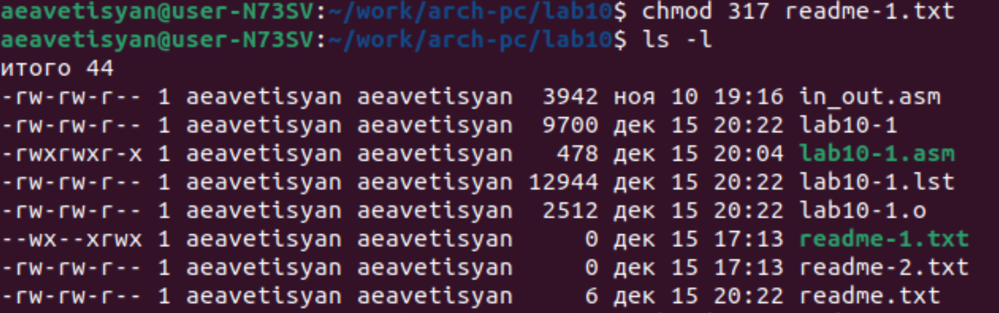 aeavetisyan@user-N73SV:~/work/arch-pc/lab10$ chmod 317 readme-1.txt
aeavetisyan@user-N73SV:~/work/arch-pc/lab10$ ls -l
итого 44
-rw-rw-r-- 1 aeavetisyan aeavetisyan  3942 ноя 10 19:16 in_out.asm
-rw-rw-r-- 1 aeavetisyan aeavetisyan  9700 дек 15 20:22 lab10-1
-rwxrwxr-x 1 aeavetisyan aeavetisyan   478 дек 15 20:04 lab10-1.asm
-rw-rw-r-- 1 aeavetisyan aeavetisyan 12944 дек 15 20:22 lab10-1.lst
-rw-rw-r-- 1 aeavetisyan aeavetisyan  2512 дек 15 20:22 lab10-1.o
--wx--xrwx 1 aeavetisyan aeavetisyan     0 дек 15 17:13 readme-1.txt
-rw-rw-r-- 1 aeavetisyan aeavetisyan     0 дек 15 17:13 readme-2.txt
-rw-rw-r-- 1 aeavetisyan aeavetisyan     6 дек 15 20:22 readme.txt